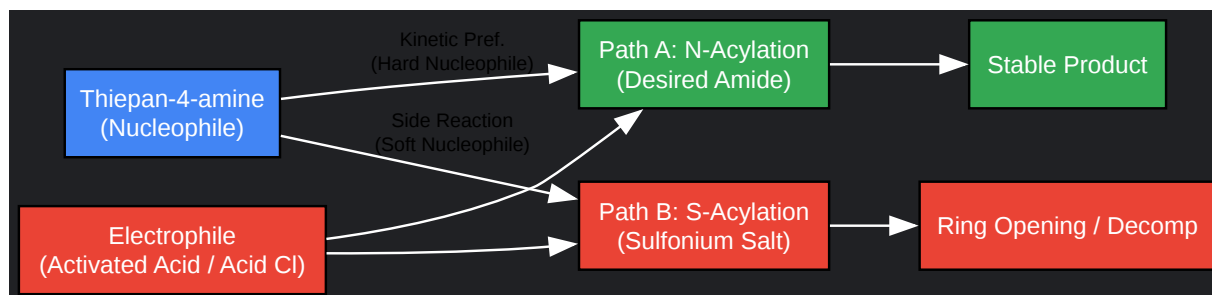 Kinetic Pref.
(Hard Nucleophile)
Path A: N-Acylation
(Desired Amide)
Stable Product
Thiepan-4-amine
(Nucleophile)
Side Reaction
(Soft Nucleophile)
Path B: S-Acylation
(Sulfonium Salt)
Ring Opening / Decomp
Electrophile
(Activated Acid / Acid Cl)